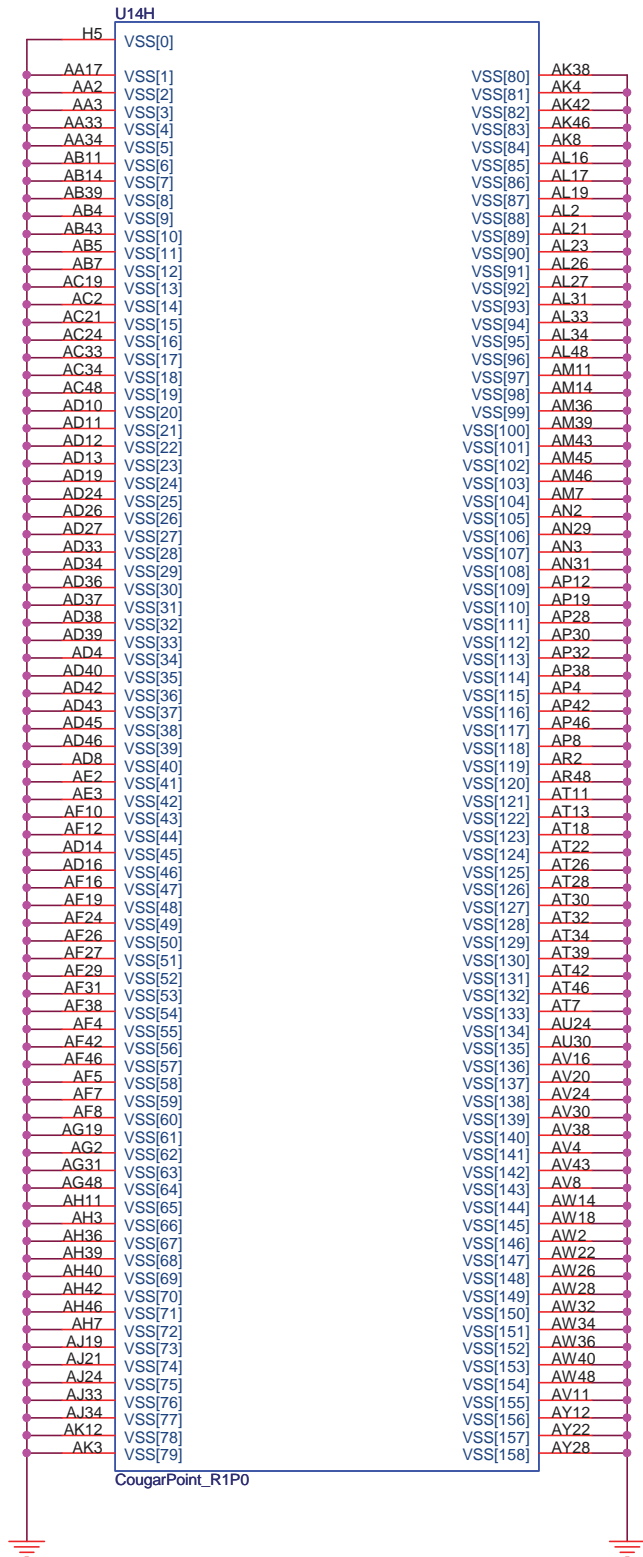 U14H
H5 VSS[0]
AA17 VSS[1] VSS[80] AK38
AA2 VSS[2] VSS[81] AK4
AA3 VSS[3] VSS[82] AK42
AA33 VSS[4] VSS[83] AK46
AA34 VSS[5] VSS[84] AK8
AB11 VSS[6] VSS[85] AL16
AB14 VSS[7] VSS[86] AL17
AB39 VSS[8] VSS[87] AL19
AB4 VSS[9] VSS[88] AL2
AB43 VSS[10] VSS[89] AL21
AB5 VSS[11] VSS[90] AL23
AB7 VSS[12] VSS[91] AL26
AC19 VSS[13] VSS[92] AL27
AC2 VSS[14] VSS[93] AL31
AC21 VSS[15] VSS[94] AL33
AC24 VSS[16] VSS[95] AL34
AC33 VSS[17] VSS[96] AL48
AC34 VSS[18] VSS[97] AM11
AC48 VSS[19] VSS[98] AM14
AD10 VSS[20] VSS[99] AM36
AD11 VSS[21] VSS[100] AM39
AD12 VSS[22] VSS[101] AM43
AD13 VSS[23] VSS[102] AM45
AD19 VSS[24] VSS[103] AM46
AD24 VSS[25] VSS[104] AM7
AD26 VSS[26] VSS[105] AN2
AD27 VSS[27] VSS[106] AN29
AD33 VSS[28] VSS[107] AN3
AD34 VSS[29] VSS[108] AN31
AD36 VSS[30] VSS[109] AP12
AD37 VSS[31] VSS[110] AP19
AD38 VSS[32] VSS[111] AP28
AD39 VSS[33] VSS[112] AP30
AD4 VSS[34] VSS[113] AP32
AD40 VSS[35] VSS[114] AP38
AD42 VSS[36] VSS[115] AP4
AD43 VSS[37] VSS[116] AP42
AD45 VSS[38] VSS[117] AP46
AD46 VSS[39] VSS[118] AP8
AD8 VSS[40] VSS[119] AR2
AE2 VSS[41] VSS[120] AR48
AE3 VSS[42] VSS[121] AT11
AF10 VSS[43] VSS[122] AT13
AF12 VSS[44] VSS[123] AT18
AD14 VSS[45] VSS[124] AT22
AD16 VSS[46] VSS[125] AT26
AF16 VSS[47] VSS[126] AT28
AF19 VSS[48] VSS[127] AT30
AF24 VSS[49] VSS[128] AT32
AF26 VSS[50] VSS[129] AT34
AF27 VSS[51] VSS[130] AT39
AF29 VSS[52] VSS[131] AT42
AF31 VSS[53] VSS[132] AT46
AF38 VSS[54] VSS[133] AT7
AF4 VSS[55] VSS[134] AU24
AF42 VSS[56] VSS[135] AU30
AF46 VSS[57] VSS[136] AV16
AF5 VSS[58] VSS[137] AV20
AF7 VSS[59] VSS[138] AV24
AF8 VSS[60] VSS[139] AV30
AG19 VSS[61] VSS[140] AV38
AG2 VSS[62] VSS[141] AV4
AG31 VSS[63] VSS[142] AV43
AG48 VSS[64] VSS[143] AV8
AH11 VSS[65] VSS[144] AW14
AH3 VSS[66] VSS[145] AW18
AH36 VSS[67] VSS[146] AW2
AH39 VSS[68] VSS[147] AW22
AH40 VSS[69] VSS[148] AW26
AH42 VSS[70] VSS[149] AW28
AH46 VSS[71] VSS[150] AW32
AH7 VSS[72] VSS[151] AW34
AJ19 VSS[73] VSS[152] AW36
AJ21 VSS[74] VSS[153] AW40
AJ24 VSS[75] VSS[154] AW48
AJ33 VSS[76] VSS[155] AV11
AJ34 VSS[77] VSS[156] AY12
AK12 VSS[78] VSS[157] AY22
AK3 VSS[79] VSS[158] AY28
CougarPoint_R1P0